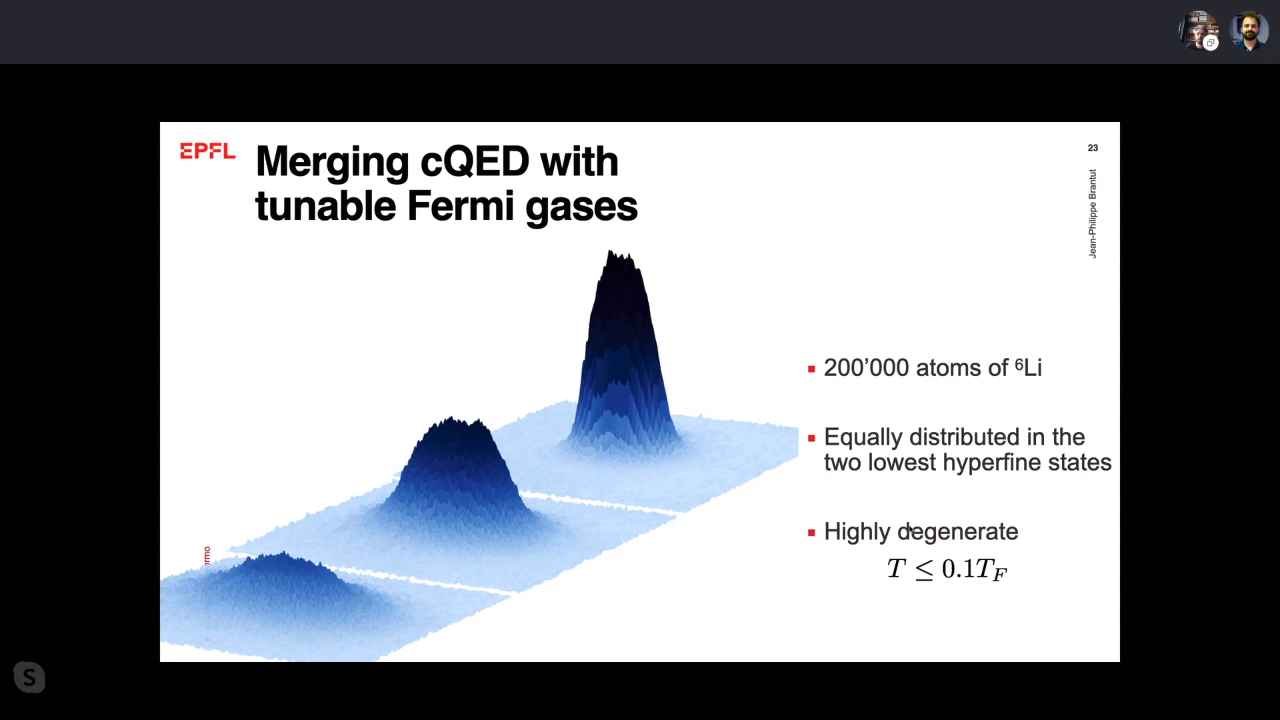 EPFL
Merging cQED with
tunable Fermi gases
23
Jean-Philippe Brantut
200’000 atoms of ⁶Li
Equally distributed in the
two lowest hyperfine states
Highly degenerate
T ≤ 0.1T_F
S